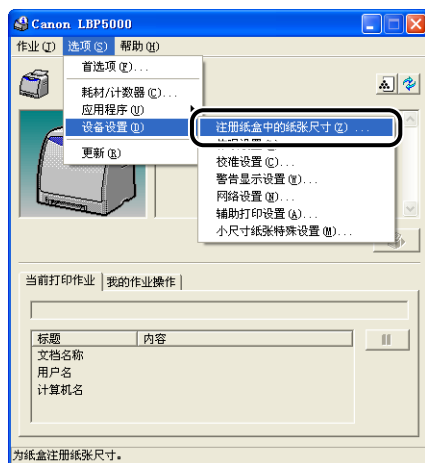 Canon LBP5000
作业(J) 选项(S) 帮助(H)
首选项(F)...
耗材/计数器(C)...
应用程序(U)
设备设置(D)
更新(R)
注册纸盒中的纸张尺寸(Z) ...
校准设置(C)...
警告显示设置(W)...
网络设置(N)...
辅助打印设置(A)...
小尺寸纸张特殊设置(M)...
当前打印作业 我的作业操作
标题 内容
文档名称
用户名
计算机名
为纸盒注册纸张尺寸。